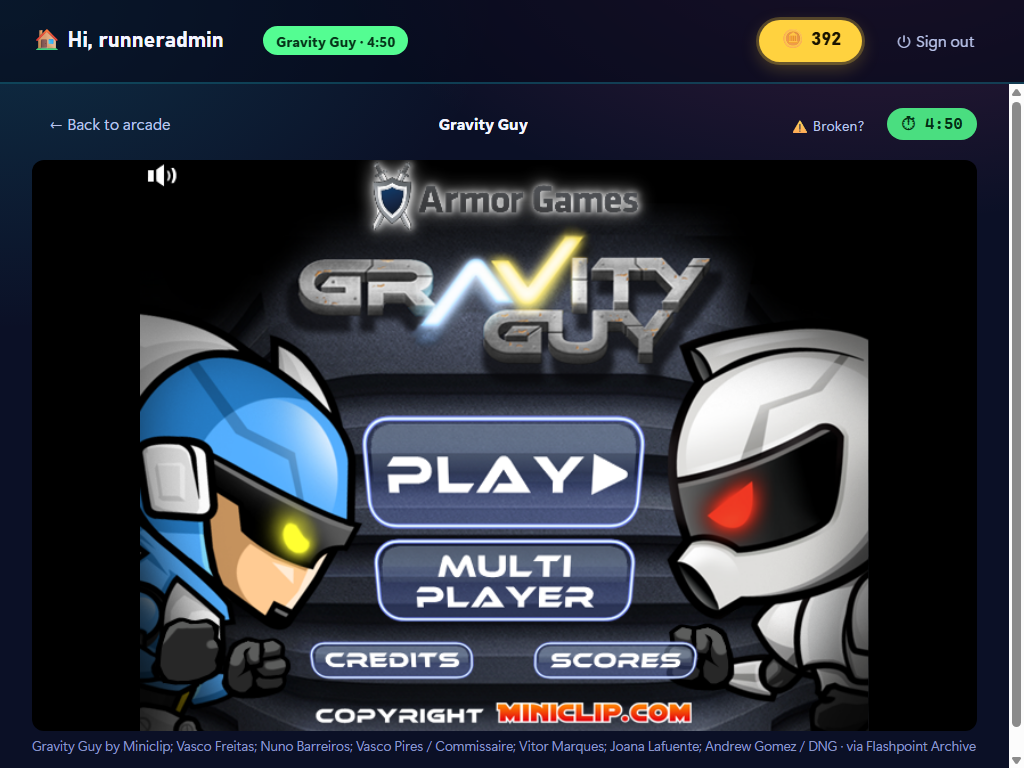 Hi, runneradmin
Gravity Guy · 4:50
392
Sign out
← Back to arcade
Gravity Guy
Broken?
4:50
Armor Games
GRAVITY
GUY
PLAY
MULTI
PLAYER
CREDITS
SCORES
COPYRIGHT MINICLIP.COM
Gravity Guy by Miniclip; Vasco Freitas; Nuno Barreiros; Vasco Pires / Commissaire; Vitor Marques; Joana Lafuente; Andrew Gomez / DNG · via Flashpoint Archive